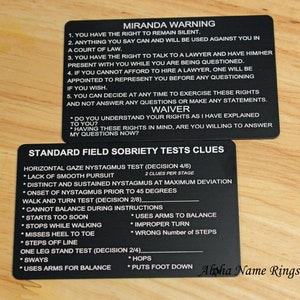 MIRANDA WARNING
1. YOU HAVE THE RIGHT TO REMAIN SILENT.
2. ANYTHING YOU SAY CAN AND WILL BE USED AGAINST YOU IN
A COURT OF LAW.
3. YOU HAVE THE RIGHT TO TALK TO A LAWYER AND HAVE HIM/HER
PRESENT WITH YOU WHILE YOU ARE BEING QUESTIONED.
4. IF YOU CANNOT AFFORD TO HIRE A LAWYER, ONE WILL BE
APPOINTED TO REPRESENT YOU BEFORE ANY QUESTIONING
IF YOU WISH.
5. YOU CAN DECIDE AT ANY TIME TO EXERCISE THESE RIGHTS
AND NOT ANSWER ANY QUESTIONS OR MAKE ANY STATEMENTS.
WAIVER
* DO YOU UNDERSTAND YOUR RIGHTS AS I HAVE EXPLAINED
TO YOU?
* HAVING THESE RIGHTS IN MIND, ARE YOU WILLING TO ANSWER
MY QUESTIONS NOW?
STANDARD FIELD SOBRIETY TESTS CLUES
HORIZONTAL GAZE NYSTAGMUS TEST (DECISION 4/6)
* LACK OF SMOOTH PURSUIT 2 CLUES PER STAGE
* DISTINCT AND SUSTAINED NYSTAGMUS AT MAXIMUM DEVIATION
* ONSET OF NYSTAGMUS PRIOR TO 45 DEGREES
WALK AND TURN TEST (DECISION 2/8)
* CANNOT BALANCE DURING INSTRUCTIONS
* STARTS TOO SOON * USES ARMS TO BALANCE
* STOPS WHILE WALKING * IMPROPER TURN
* MISSES HEEL TO TOE * WRONG Number of STEPS
* STEPS OFF LINE
ONE LEG STAND TEST (DECISION 2/4)
* SWAYS * HOPS
* USES ARMS FOR BALANCE * PUTS FOOT DOWN
Alpha Name Rings